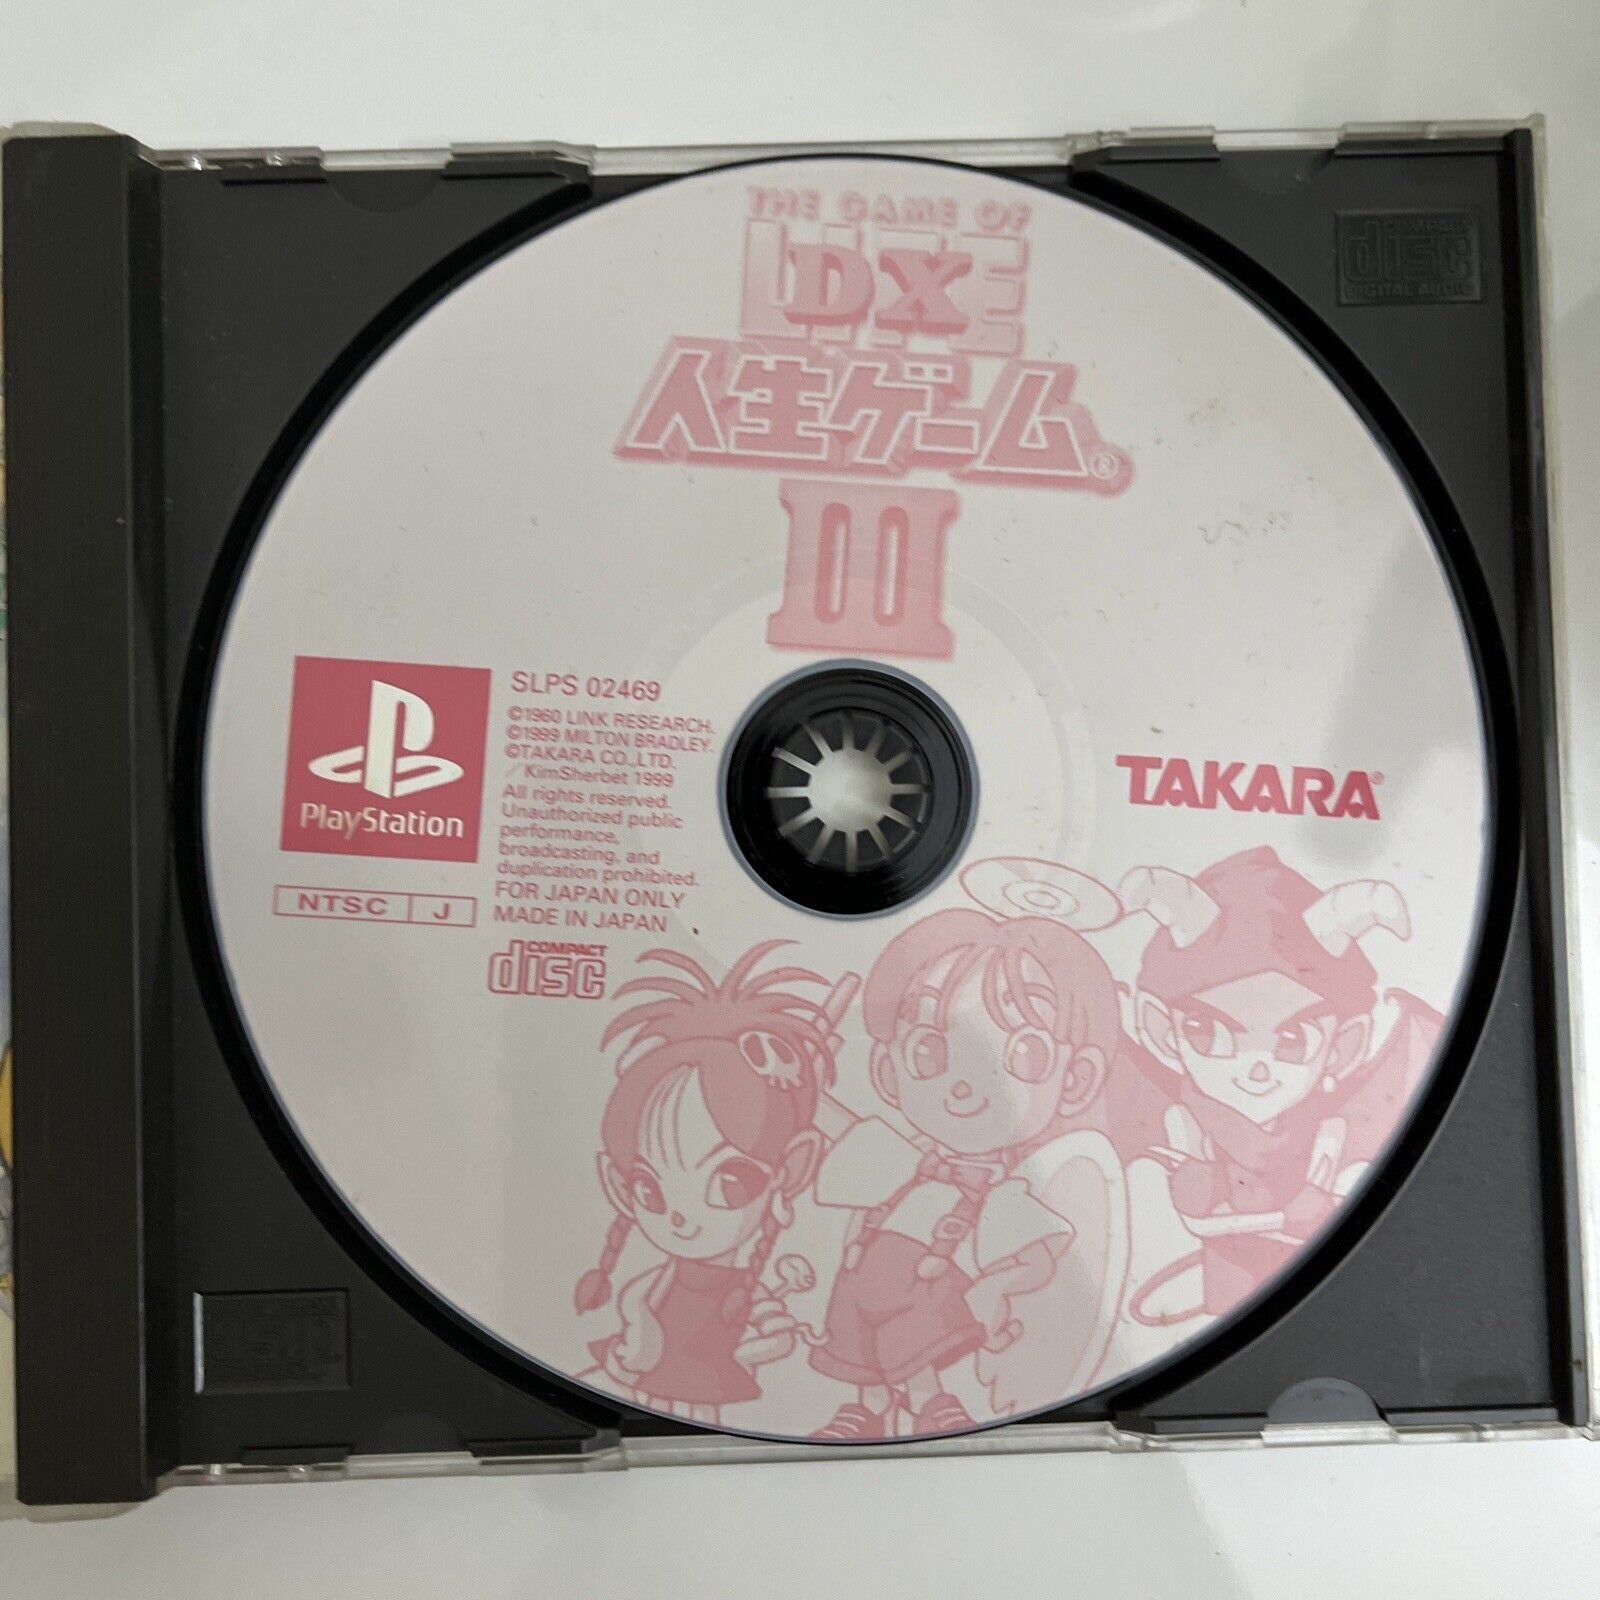 THE GAME OF
LIFE
DX
人生ゲーム®
III
COMPACT
disc
DIGITAL AUDIO
PlayStation
NTSC J
SLPS 02469
©1960 LINK RESEARCH.
©1999 MILTON BRADLEY.
©TAKARA CO.,LTD.
/KimSherbet 1999
All rights reserved.
Unauthorized public
performance,
broadcasting, and
duplication prohibited.
FOR JAPAN ONLY
MADE IN JAPAN
COMPACT
disc
TAKARA®